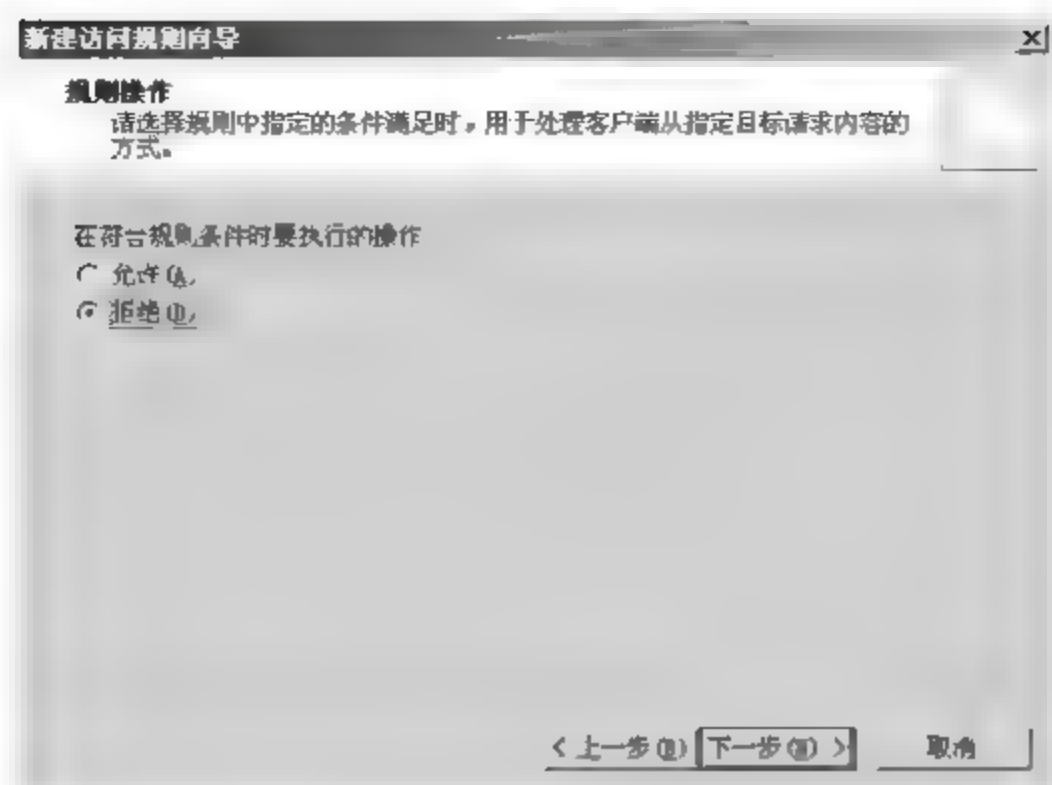 新建访问规则向导
规则操作
请选择规则中指定的条件满足时，用于处理客户端从指定目标请求内容的
方式。
在符合规则条件时要执行的操作
允许(A)
拒绝(D)
< 上一步(B) 下一步(N) > 取消